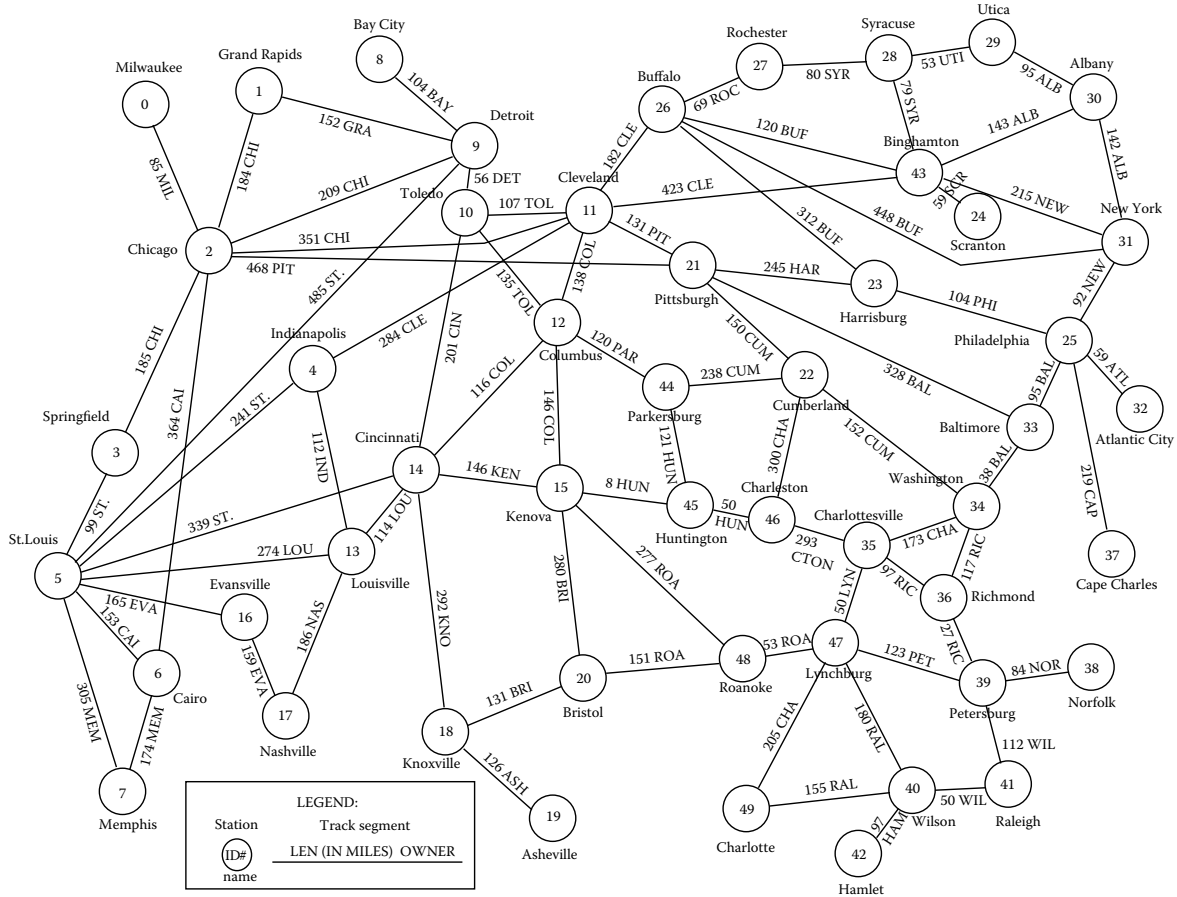 Bay City
8
Utica
29
Syracuse
28
Rochester
27
Grand Rapids
1
Milwaukee
0
Buffalo
26
Albany
30
80 SYR
53 UTI
95 ALB
69 ROC
79 SYR
104 BAY
152 GRA
Detroit
9
182 CLE
120 BUF
143 ALB
142 ALB
Binghamton
43
85 MIL
184 CHI
209 CHI
56 DET
Toledo
10
107 TOL
Cleveland
11
423 CLE
59 SCR
24
Scranton
215 NEW
New York
31
Chicago
2
351 CHI
468 PIT
131 PIT
312 BUF
448 BUF
138 COL
135 TOL
21
Pittsburgh
245 HAR
23
Harrisburg
104 PHI
92 NEW
485 ST.
284 CLE
201 CIN
12
Columbus
150 CUM
Philadelphia
25
185 CHI
364 CAI
Indianapolis
4
241 ST.
116 COL
120 PAR
44
Parkersburg
238 CUM
22
Cumberland
328 BAL
95 BAL
59 ATL
32
Atlantic City
Springfield
3
112 IND
146 COL
121 HUN
300 CHA
152 CUM
Baltimore
33
38 BAL
219 CAP
Cincinnati
14
146 KEN
15
Kenova
8 HUN
45
Huntington
50
HUN
Charleston
46
Washington
34
99 ST.
339 ST.
114 LOU
293
CTON
Charlottesville
35
173 CHA
37
Cape Charles
St.Louis
5
274 LOU
13
Louisville
277 ROA
280 BRI
97 RIC
117 RIC
36
Richmond
165 EVA
153 CAI
Evansville
16
186 NAS
292 KNO
50 LYN
27 RIC
159 EVA
305 MEM
6
Cairo
174 MEM
17
Nashville
20
Bristol
151 ROA
48
Roanoke
53 ROA
47
Lynchburg
123 PET
39
Petersburg
84 NOR
38
Norfolk
131 BRI
18
Knoxville
126 ASH
19
Asheville
205 CHA
180 RAL
112 WIL
7
Memphis
49
Charlotte
155 RAL
40
Wilson
50 WIL
41
Raleigh
97
HAM
42
Hamlet
LEGEND:
Station
Track segment
ID#
LEN (IN MILES) OWNER
name